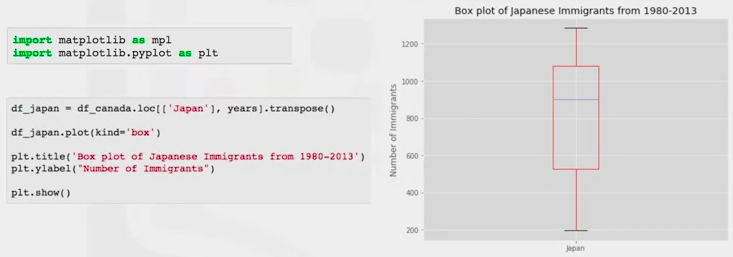 import matplotlib as mpl
import matplotlib.pyplot as plt
df_japan = df_canada.loc[['Japan'], years].transpose()
df_japan.plot(kind='box')
plt.title('Box plot of Japanese Immigrants from 1980-2013')
plt.ylabel("Number of Immigrants")
plt.show()
Box plot of Japanese Immigrants from 1980-2013
Number of Immigrants
1200
1000
800
600
400
200
Japan